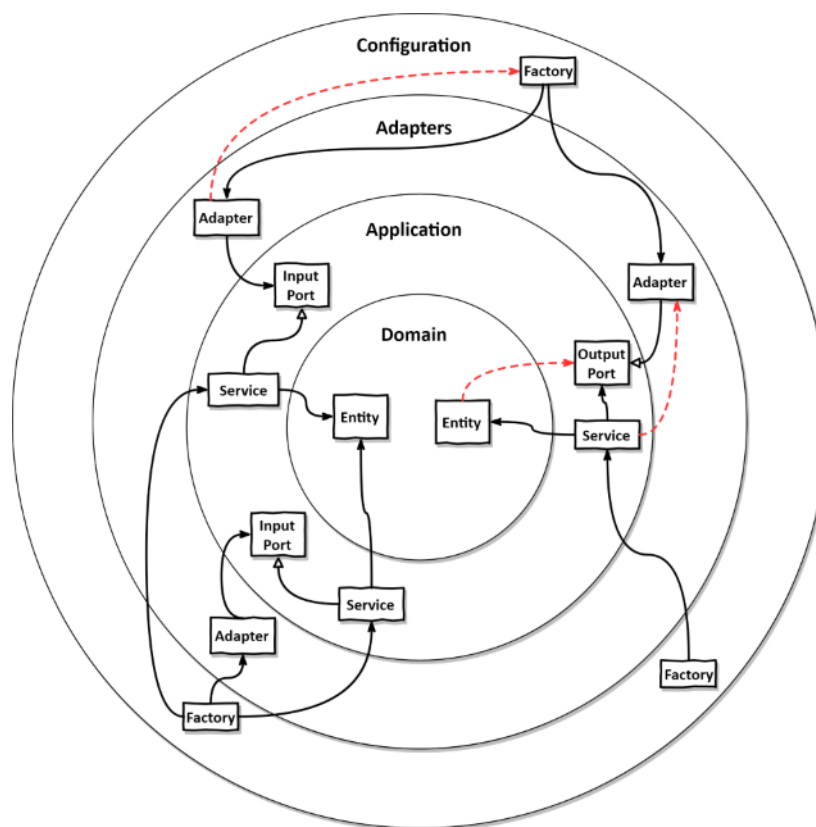 Configuration
Factory
Adapters
Adapter
Application
Input
Port
Adapter
Domain
Output
Port
Service
Entity
Entity
Service
Input
Port
Service
Adapter
Factory
Factory